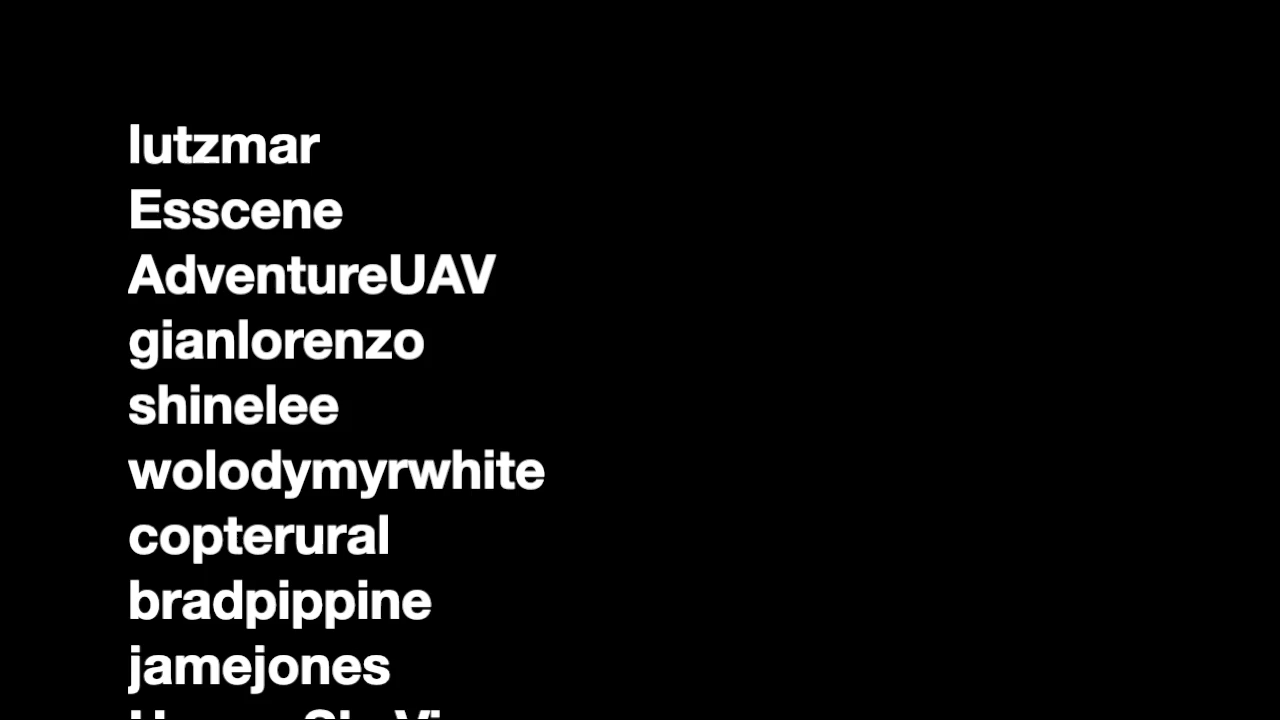 lutzmar
Esscene
AdventureUAV
gianlorenzo
shinelee
wolodymyrwhite
copterural
bradpippine
jamejones